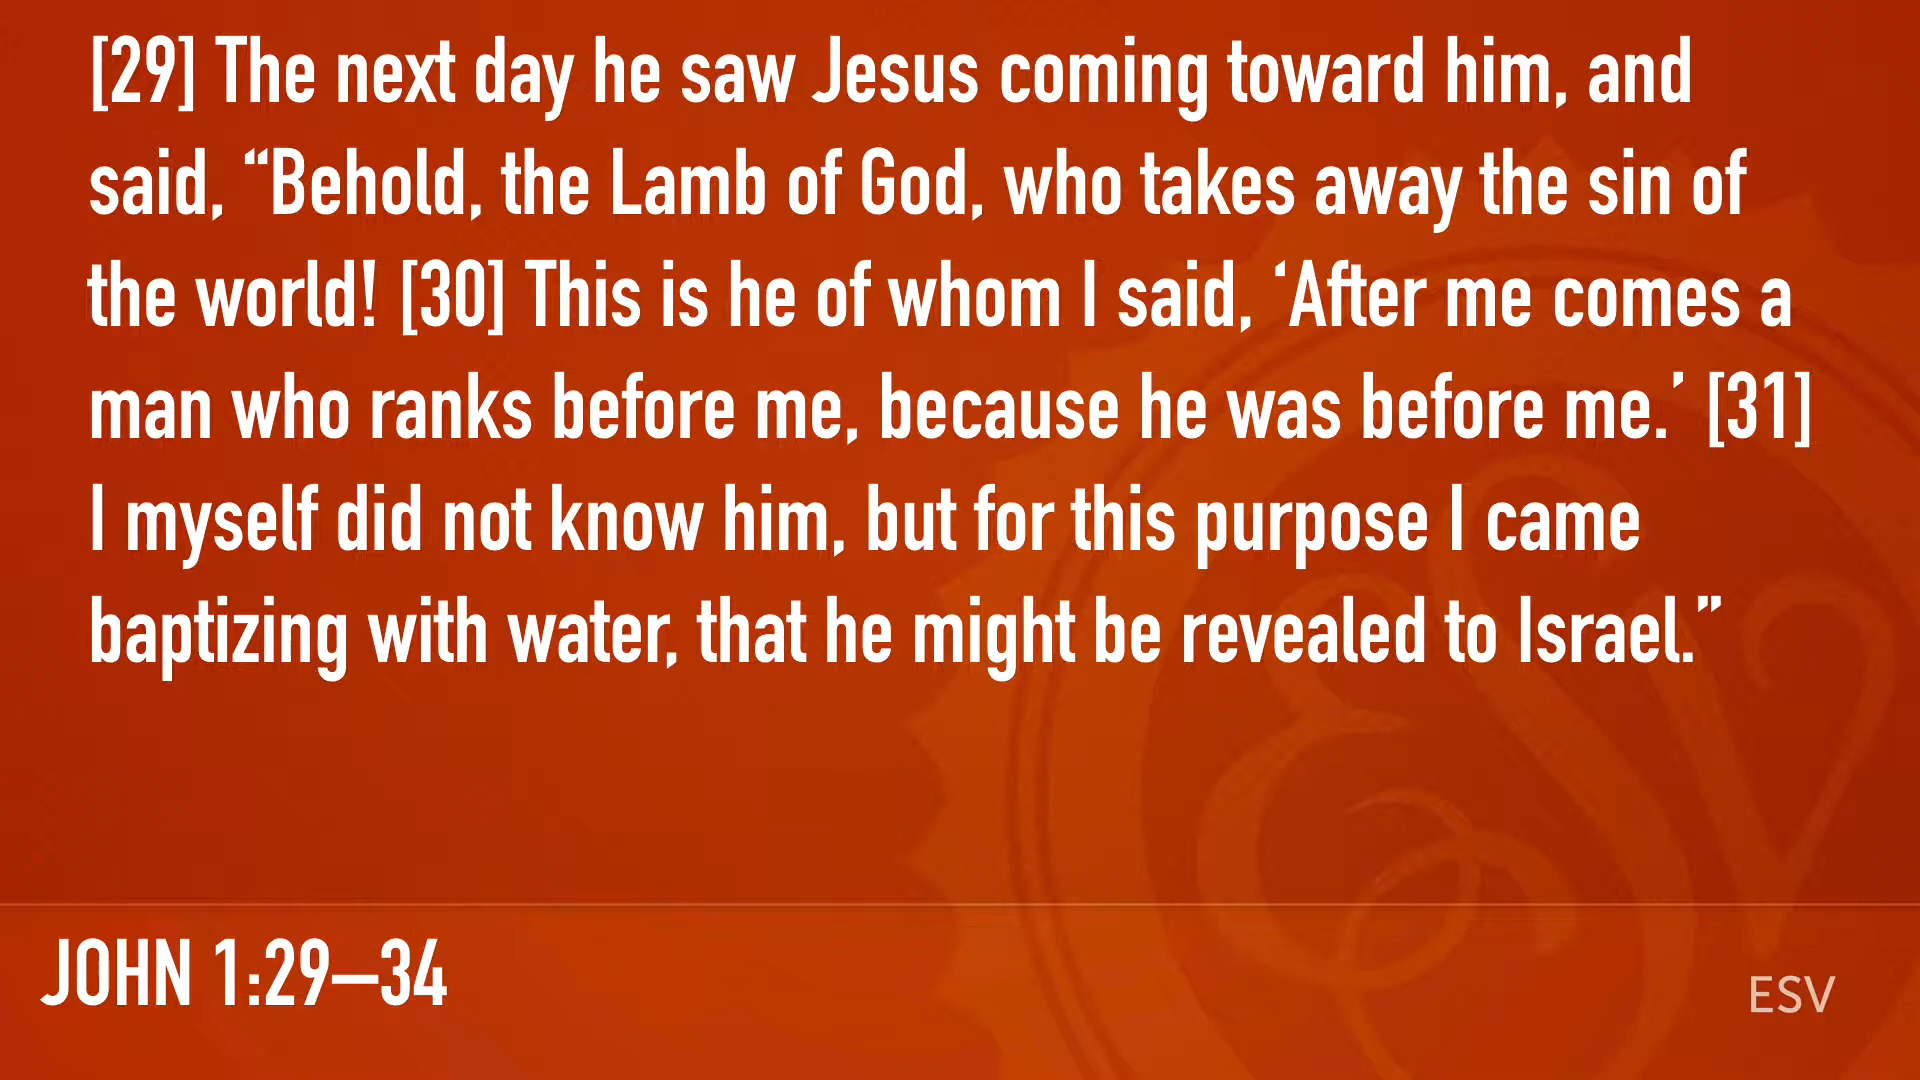 [29] The next day he saw Jesus coming toward him, and
said, “Behold, the Lamb of God, who takes away the sin of
the world! [30] This is he of whom I said, ‘After me comes a
man who ranks before me, because he was before me.’ [31]
I myself did not know him, but for this purpose I came
baptizing with water, that he might be revealed to Israel.”
JOHN 1:29–34
ESV
ESV